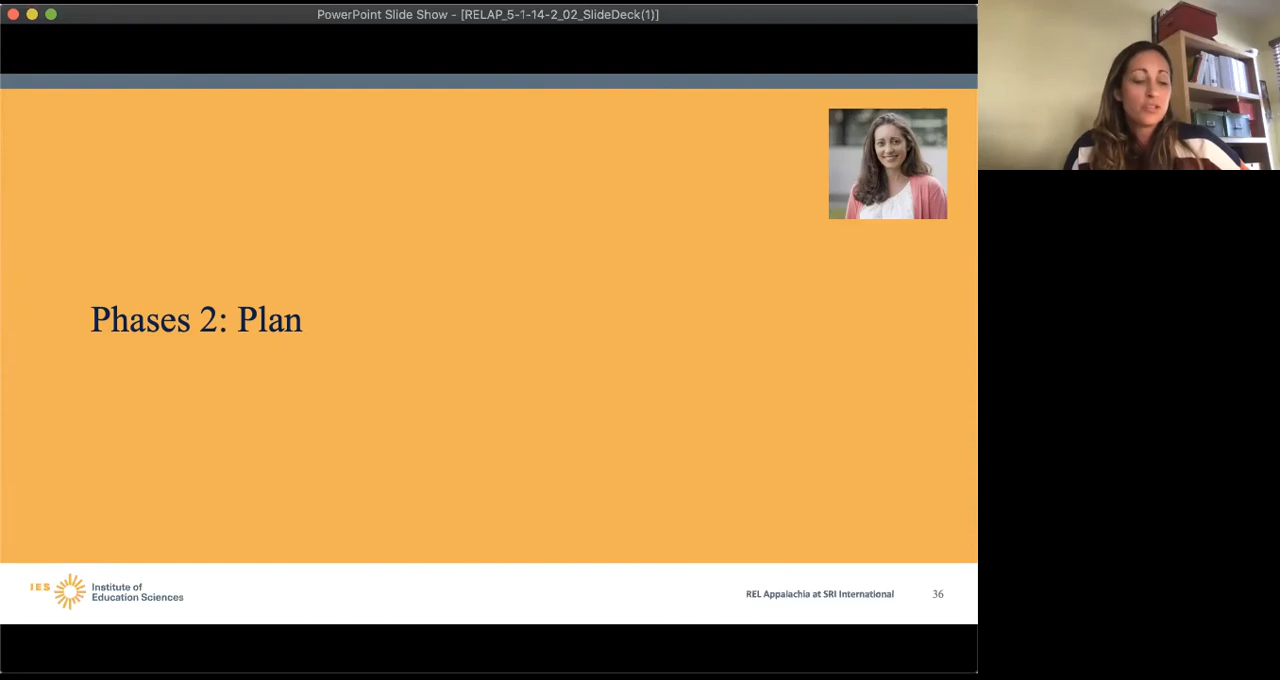 PowerPoint Slide Show - [RELAP_5-1-14-2_02_SlideDeck(1)]
Phases 2: Plan
IES
Institute of
Education Sciences
REL Appalachia at SRI International
36